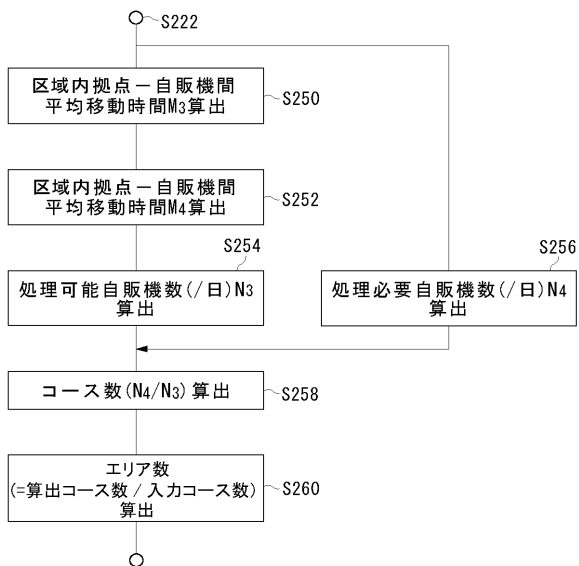 S222
区域内拠点－自販機間
平均移動時間M3算出
S250
区域内拠点－自販機間
平均移動時間M4算出
S252
S254
処理可能自販機数(/日)N3
算出
S256
処理必要自販機数(/日)N4
算出
コース数(N4/N3)算出
S258
エリア数
(=算出コース数 / 入力コース数)
算出
S260